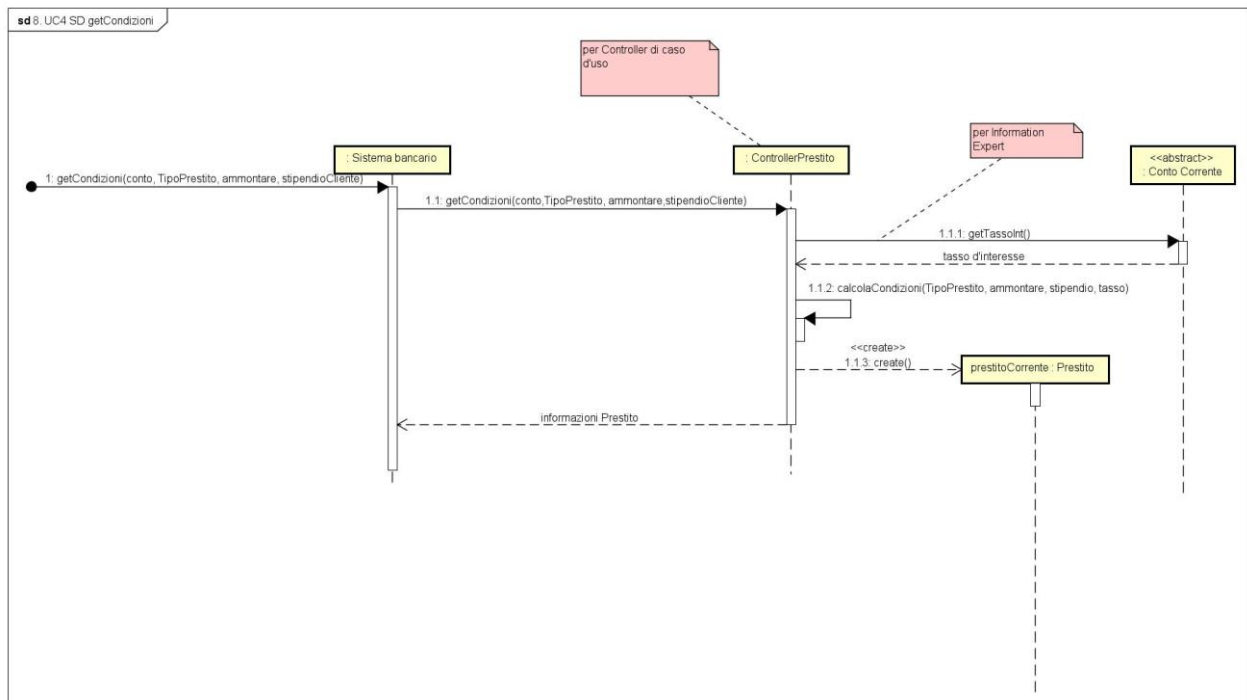 sd 8. UC4 SD getCondizioni
per Controller di caso
d'uso
per Information
Expert
: Sistema bancario
: ControllerPrestito
<<abstract>>
: Conto Corrente
1: getCondizioni(conto, TipoPrestito, ammontare, stipendioCliente)
1.1: getCondizioni(conto,TipoPrestito, ammontare,stipendioCliente)
1.1.1: getTassoInt()
tasso d'interesse
1.1.2: calcolaCondizioni(TipoPrestito, ammontare, stipendio, tasso)
<<create>>
1.1.3: create()
prestitoCorrente : Prestito
informazioni Prestito